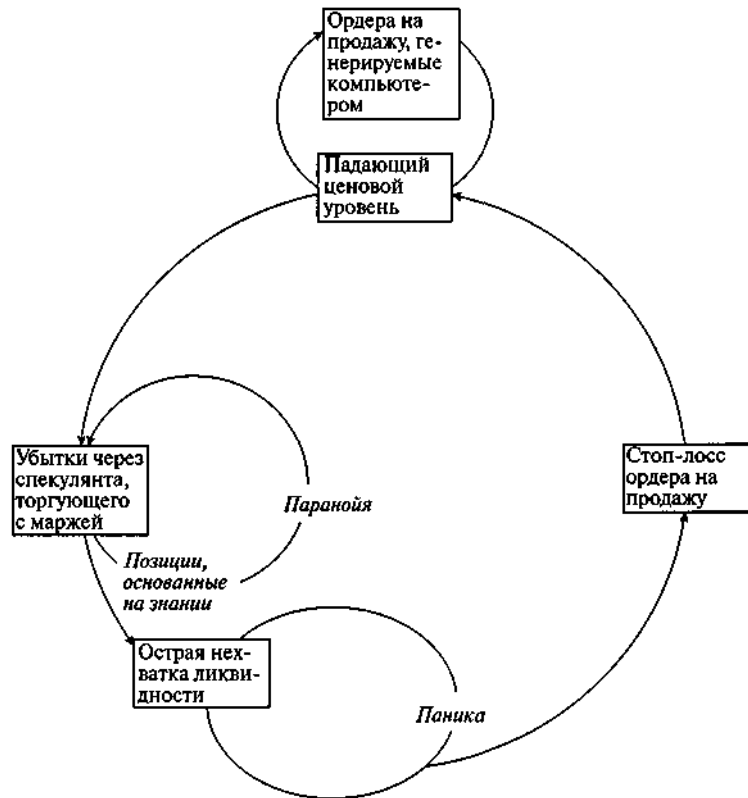 Ордера на
продажу, ге-
нерируемые
компьюте-
ром
Падающий
ценовой
уровень
Убытки через
спекулянта,
торгующего
с маржей
Стоп-лосс
ордера на
продажу
Паранойя
Позиции,
основанные
на знании
Острая нех-
ватка ликви-
дности
Паника